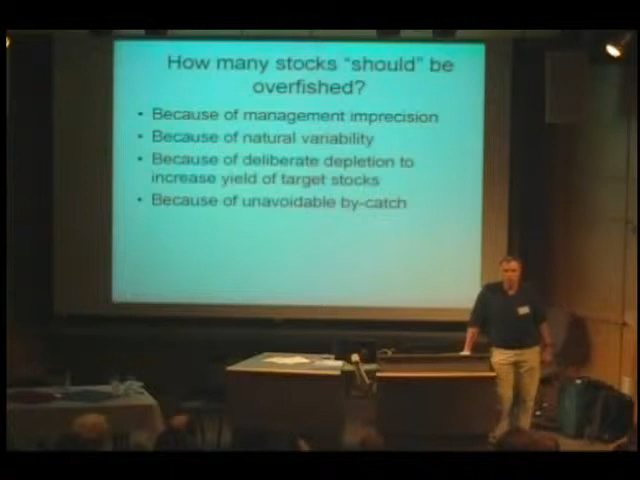 How many stocks “should” be
overfished?
• Because of management imprecision
• Because of natural variability
• Because of deliberate depletion to
increase yield of target stocks
• Because of unavoidable by-catch